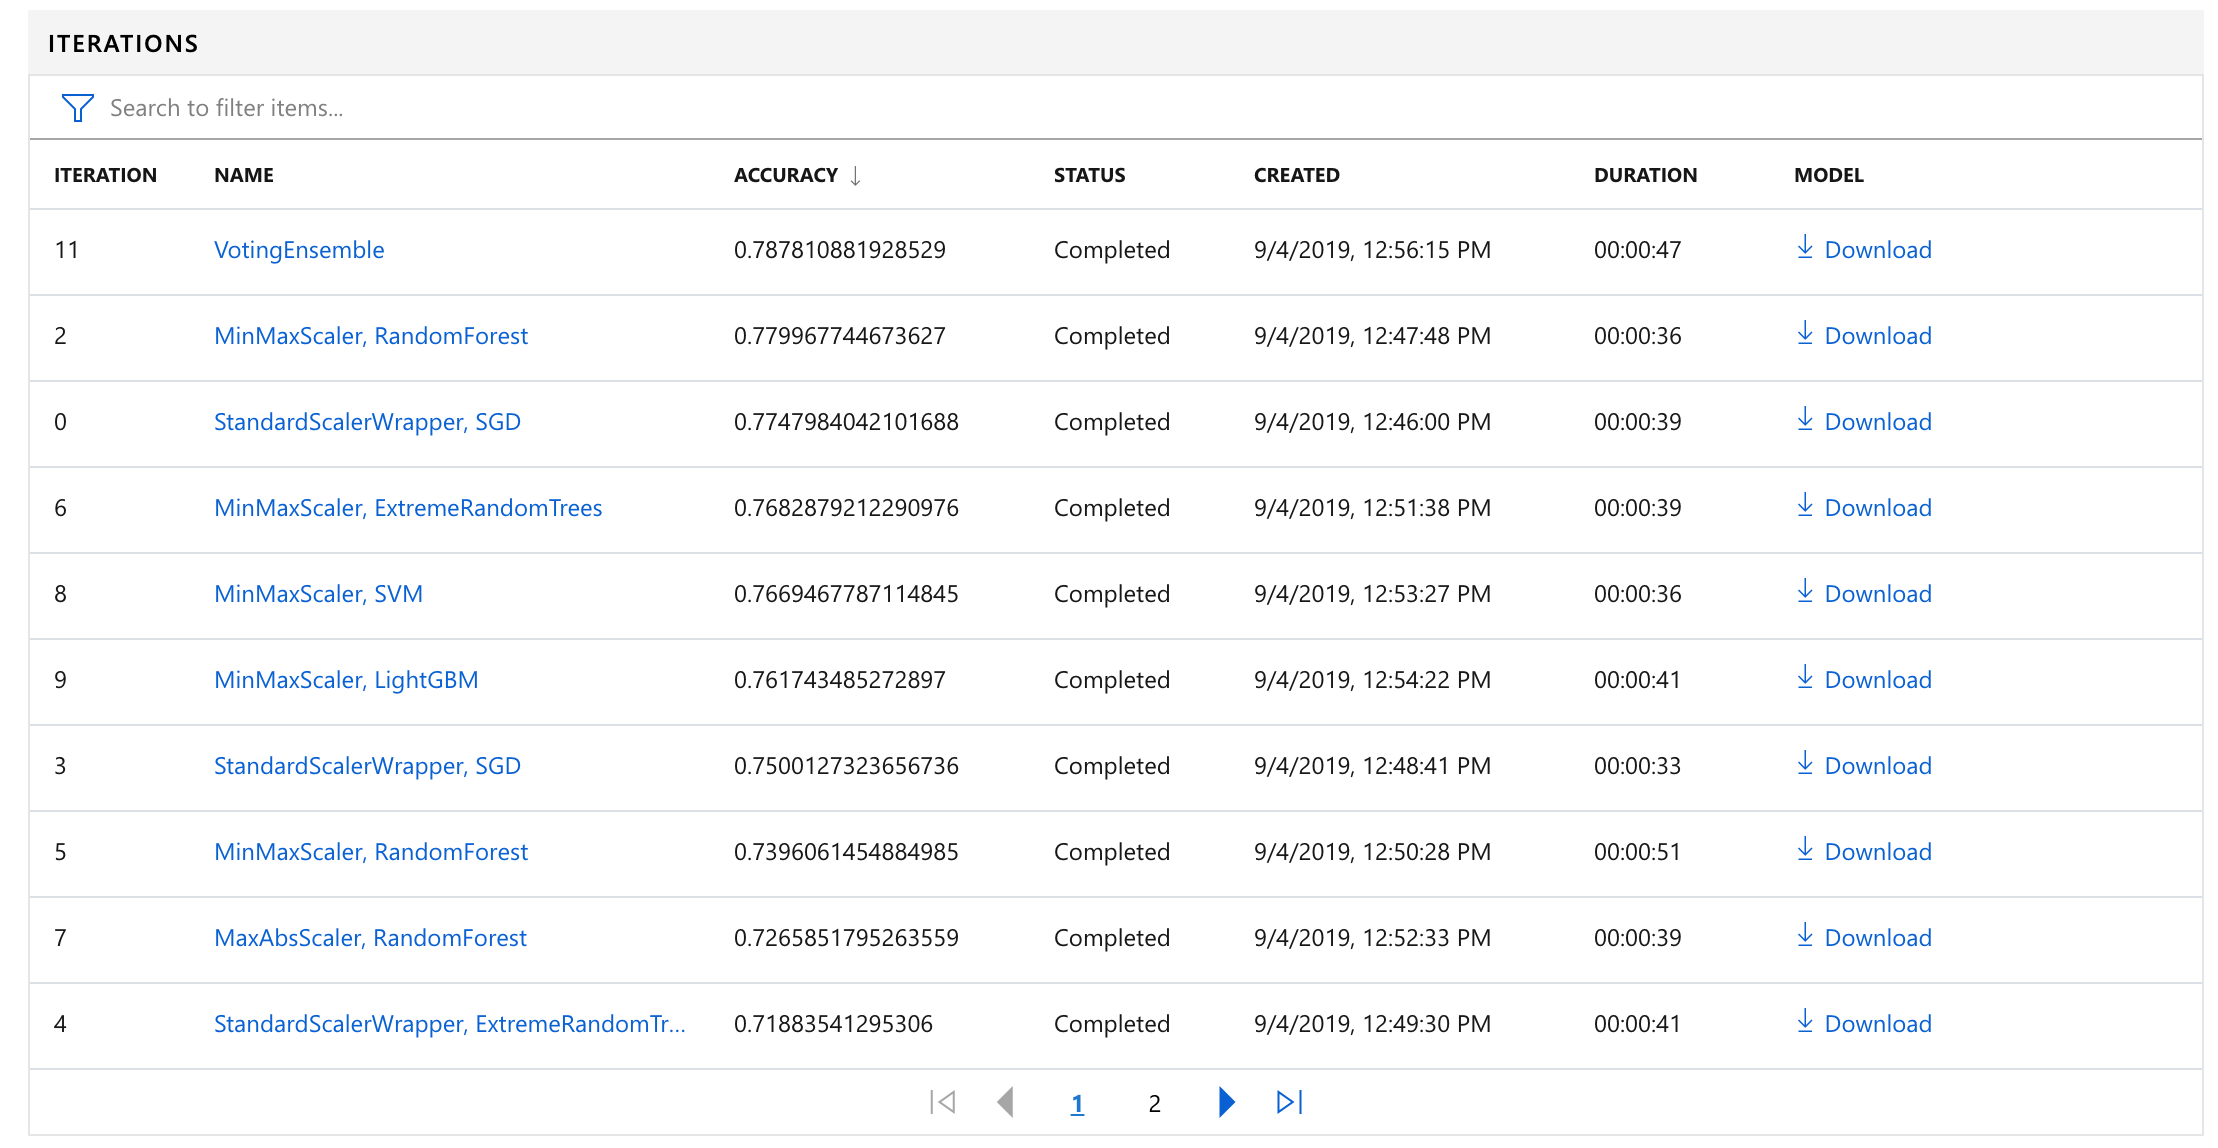 ITERATIONS
Search to filter items...
ITERATION NAME ACCURACY ↓ STATUS CREATED DURATION MODEL
11 VotingEnsemble 0.787810881928529 Completed 9/4/2019, 12:56:15 PM 00:00:47 Download
2 MinMaxScaler, RandomForest 0.779967744673627 Completed 9/4/2019, 12:47:48 PM 00:00:36 Download
0 StandardScalerWrapper, SGD 0.7747984042101688 Completed 9/4/2019, 12:46:00 PM 00:00:39 Download
6 MinMaxScaler, ExtremeRandomTrees 0.7682879212290976 Completed 9/4/2019, 12:51:38 PM 00:00:39 Download
8 MinMaxScaler, SVM 0.7669467787114845 Completed 9/4/2019, 12:53:27 PM 00:00:36 Download
9 MinMaxScaler, LightGBM 0.761743485272897 Completed 9/4/2019, 12:54:22 PM 00:00:41 Download
3 StandardScalerWrapper, SGD 0.7500127323656736 Completed 9/4/2019, 12:48:41 PM 00:00:33 Download
5 MinMaxScaler, RandomForest 0.7396061454884985 Completed 9/4/2019, 12:50:28 PM 00:00:51 Download
7 MaxAbsScaler, RandomForest 0.7265851795263559 Completed 9/4/2019, 12:52:33 PM 00:00:39 Download
4 StandardScalerWrapper, ExtremeRandomTr... 0.71883541295306 Completed 9/4/2019, 12:49:30 PM 00:00:41 Download
1 2